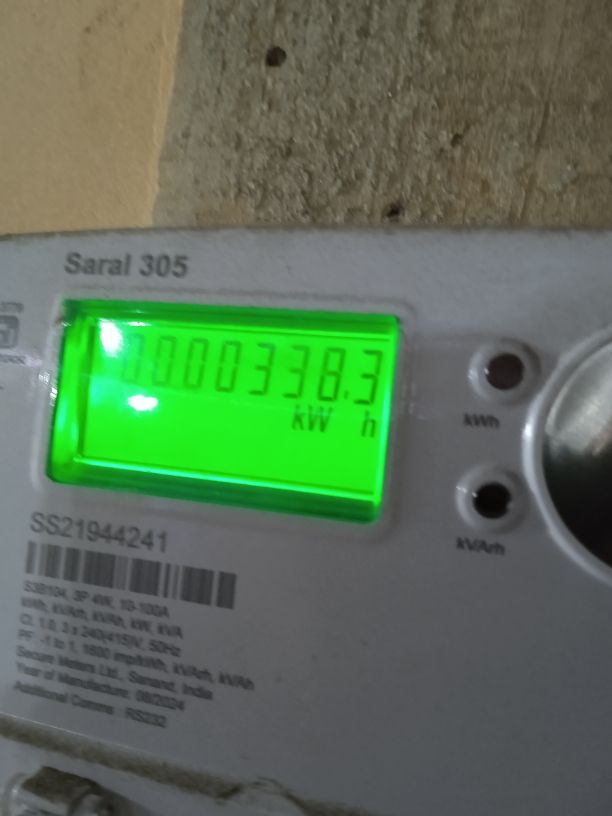 Saral 305
0000338.3
kW h
kWh
kVArh
SS21944241
S3B104, 3P 4W, 10-100A
kWh, kVArh, kVAh, kW, kVA
Cl. 1.0, 3 x 240(415)V, 50Hz
PF: -1 to 1, 1600 imp/kWh, kVArh, kVAh
Secure Meters Ltd., Sanand, India
Year of Manufacture: 08/2024
Additional Comms : RS232